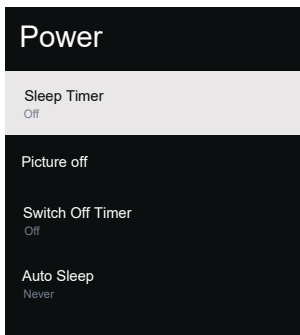 Power
Sleep Timer
Off
Picture off
Switch Off Timer
Off
Auto Sleep
Never